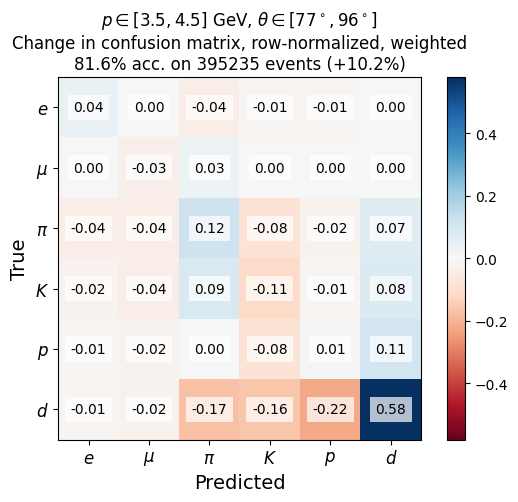 p ∈ [3.5, 4.5] GeV, θ ∈ [77°, 96°]
Change in confusion matrix, row-normalized, weighted
81.6% acc. on 395235 events (+10.2%)
e 0.04 0.00 -0.04 -0.01 -0.01 0.00
μ 0.00 -0.03 0.03 0.00 0.00 0.00
π -0.04 -0.04 0.12 -0.08 -0.02 0.07
K -0.02 -0.04 0.09 -0.11 -0.01 0.08
p -0.01 -0.02 0.00 -0.08 0.01 0.11
d -0.01 -0.02 -0.17 -0.16 -0.22 0.58
e μ π K p d
True
Predicted
0.4
0.2
0.0
−0.2
−0.4